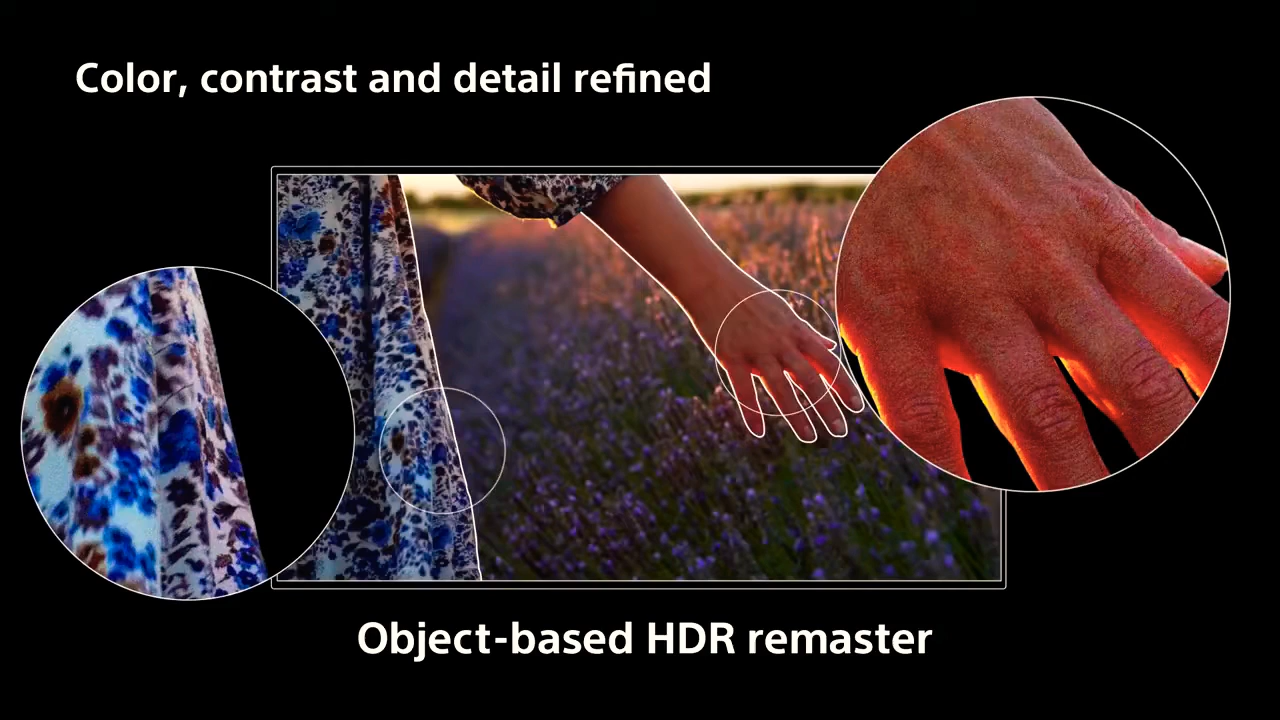 Color, contrast and detail refined
Object-based HDR remaster